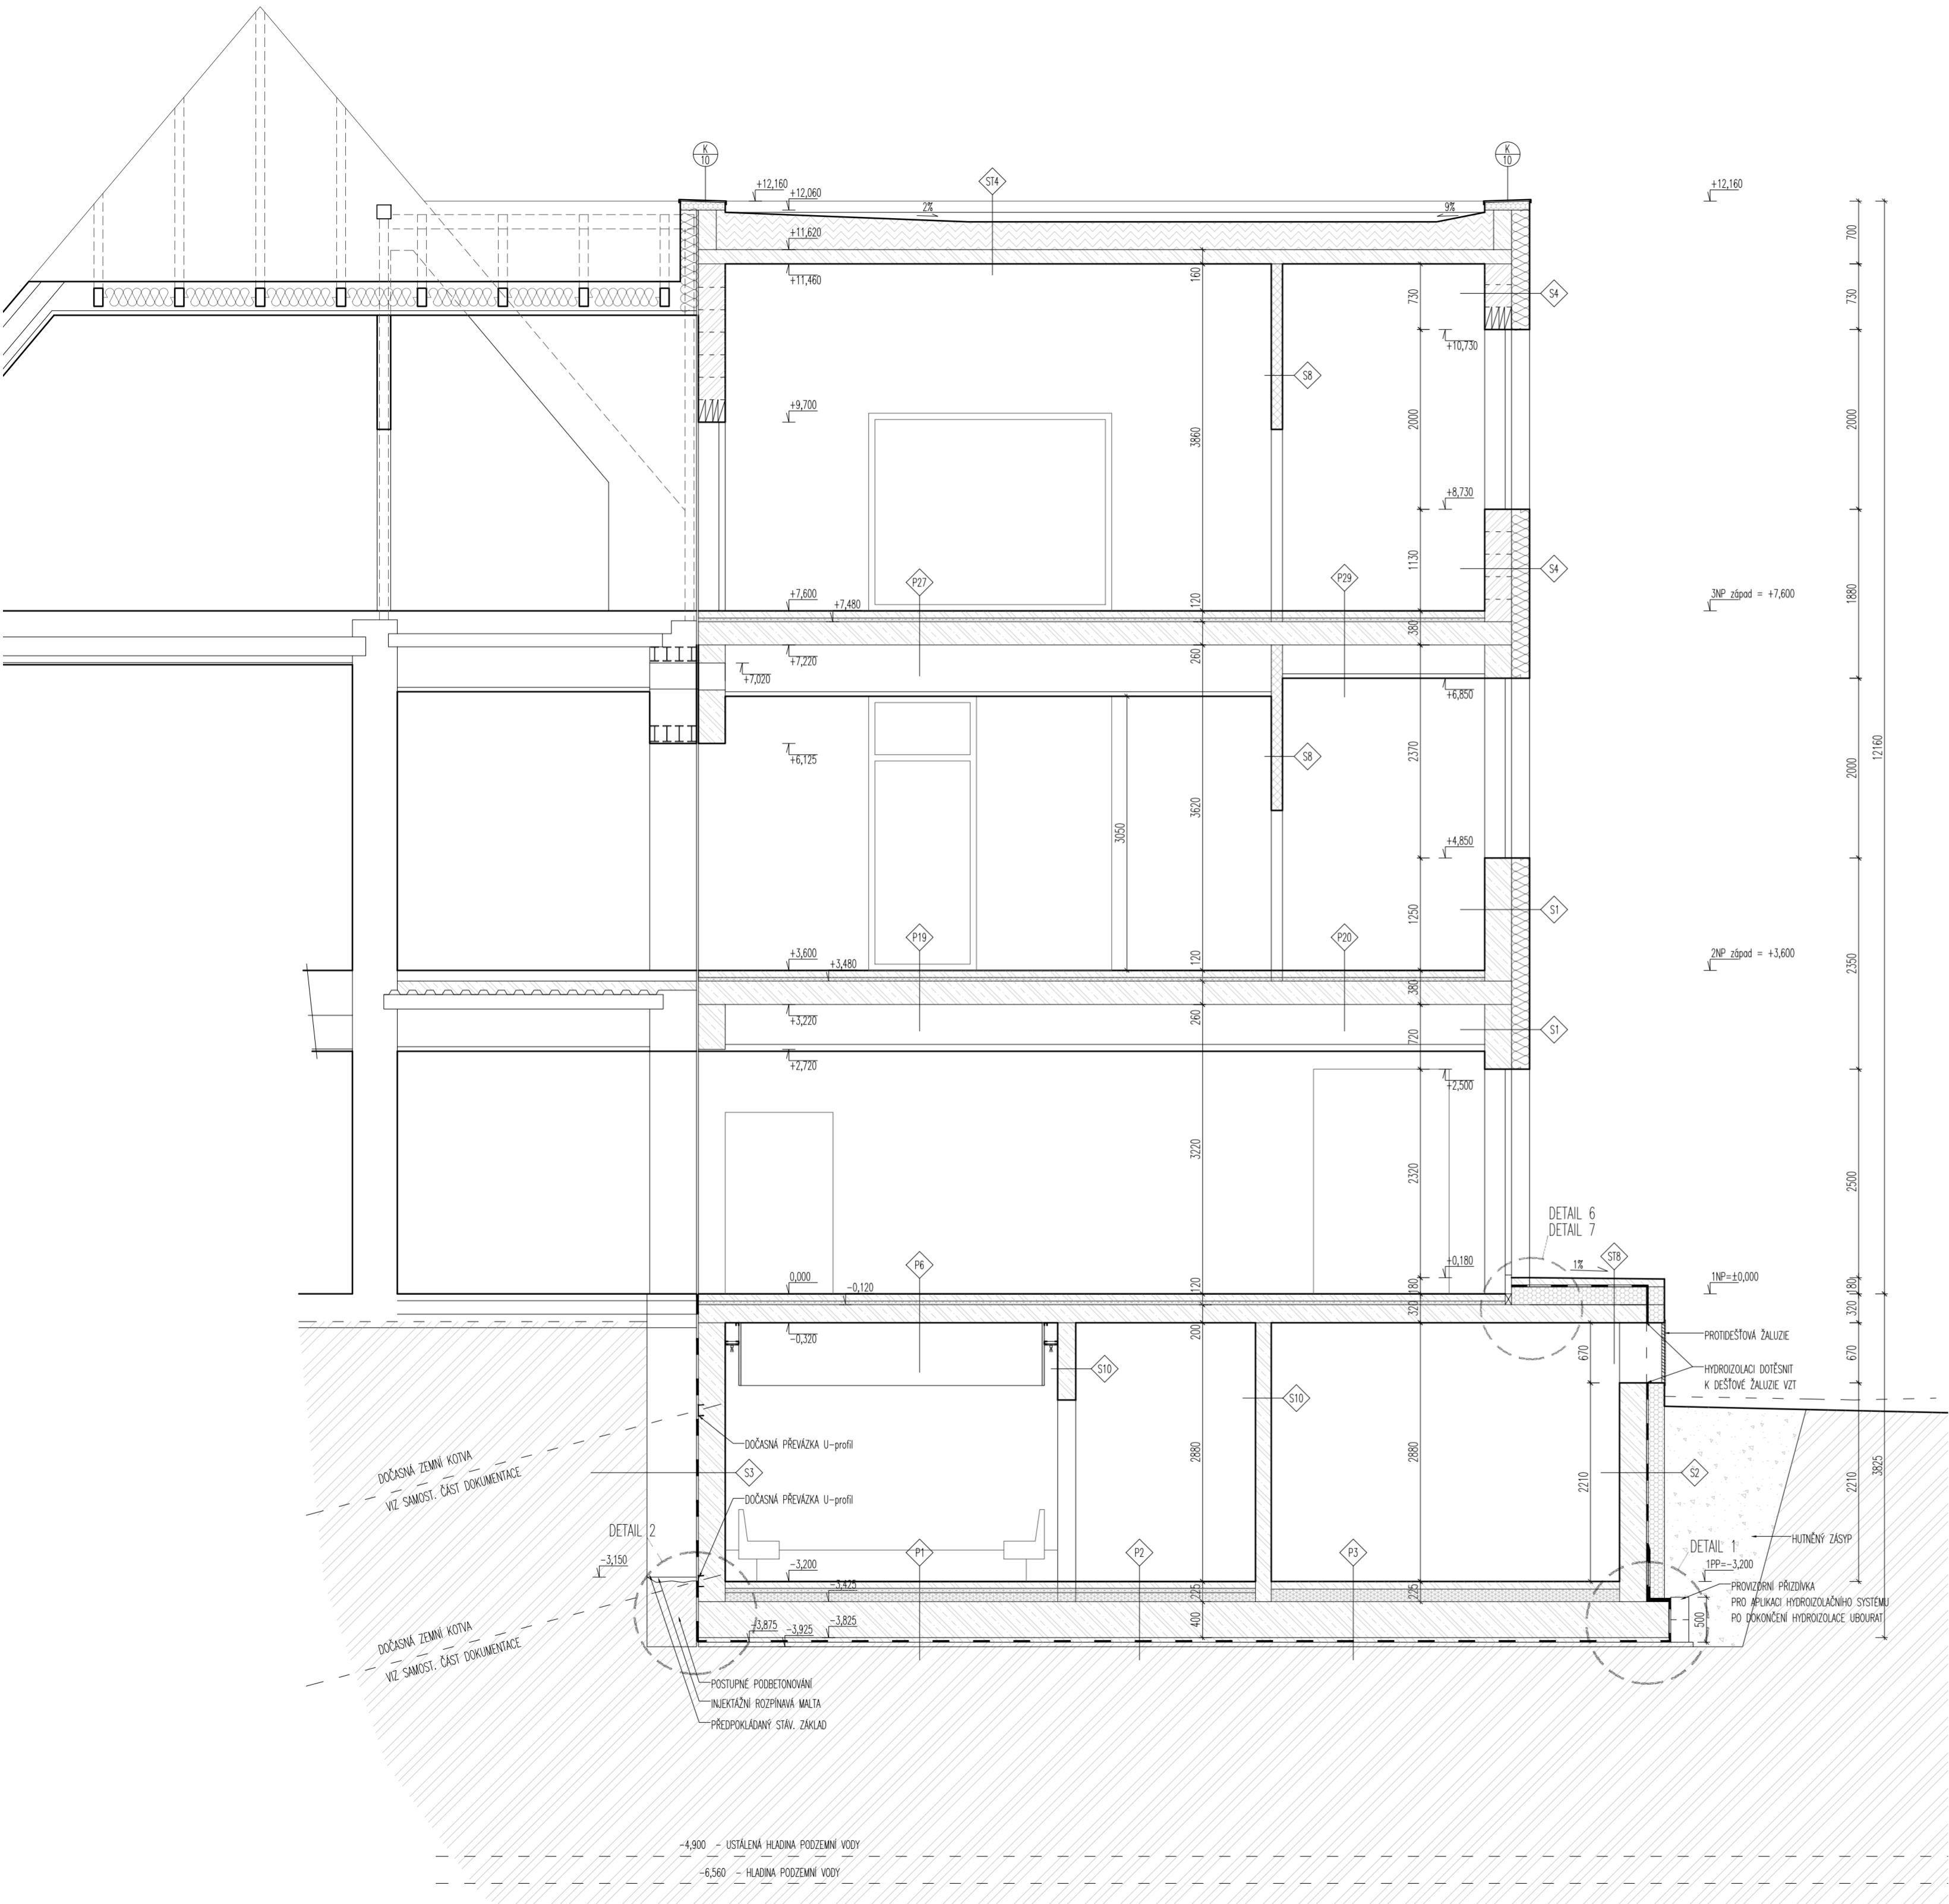 K
10
K
10
+12,160
+12,060
ST4
+12,160
2%
9%
+11,620
+11,460
160
730
S4
700
730
+10,730
S8
+9,700
3860
2000
2000
+8,730
1130
S4
P27
P29
+7,600
+7,480
120
3NP západ = +7,600
1880
380
+7,220
260
+7,020
+6,850
+6,125
2370
S8
12160
2000
3620
3050
+4,850
1250
S1
P19
P20
+3,600
+3,480
120
2NP západ = +3,600
2350
380
+3,220
260
720
S1
+2,720
+2,500
3220
2320
2500
DETAIL 6
DETAIL 7
P6
+0,180
1%
ST8
0,000
-0,120
120
180
1NP=±0,000
180
320
320
-0,320
200
PROTIDEŠŤOVÁ ŽALUZIE
670
670
S10
S10
HYDROIZOLACI DOTĚSNIT
K DEŠŤOVÉ ŽALUZIE VZT
DOČASNÁ PŘEVÁZKA U-profil
DOČASNÁ ZEMNÍ KOTVA
VIZ SAMOST. ČÁST DOKUMENTACE
S3
2880
2880
2210
S2
2210
3825
DOČASNÁ PŘEVÁZKA U-profil
DETAIL 2
HUTNĚNÝ ZÁSYP
DETAIL 1
P1
P2
P3
-3,150
-3,200
1PP=-3,200
-3,425
225
225
PROVIZORNÍ PŘIZDÍVKA
PRO APLIKACI HYDROIZOLAČNÍHO SYSTÉMU
PO DOKONČENÍ HYDROIZOLACE UBOURAT
-3,875
-3,925
-3,825
400
500
DOČASNÁ ZEMNÍ KOTVA
VIZ SAMOST. ČÁST DOKUMENTACE
POSTUPNÉ PODBETONOVÁNÍ
INJEKTÁŽNÍ ROZPÍNAVÁ MALTA
PŘEDPOKLÁDANÝ STÁV. ZÁKLAD
-4,900 - USTÁLENÁ HLADINA PODZEMNÍ VODY
-6,560 - HLADINA PODZEMNÍ VODY